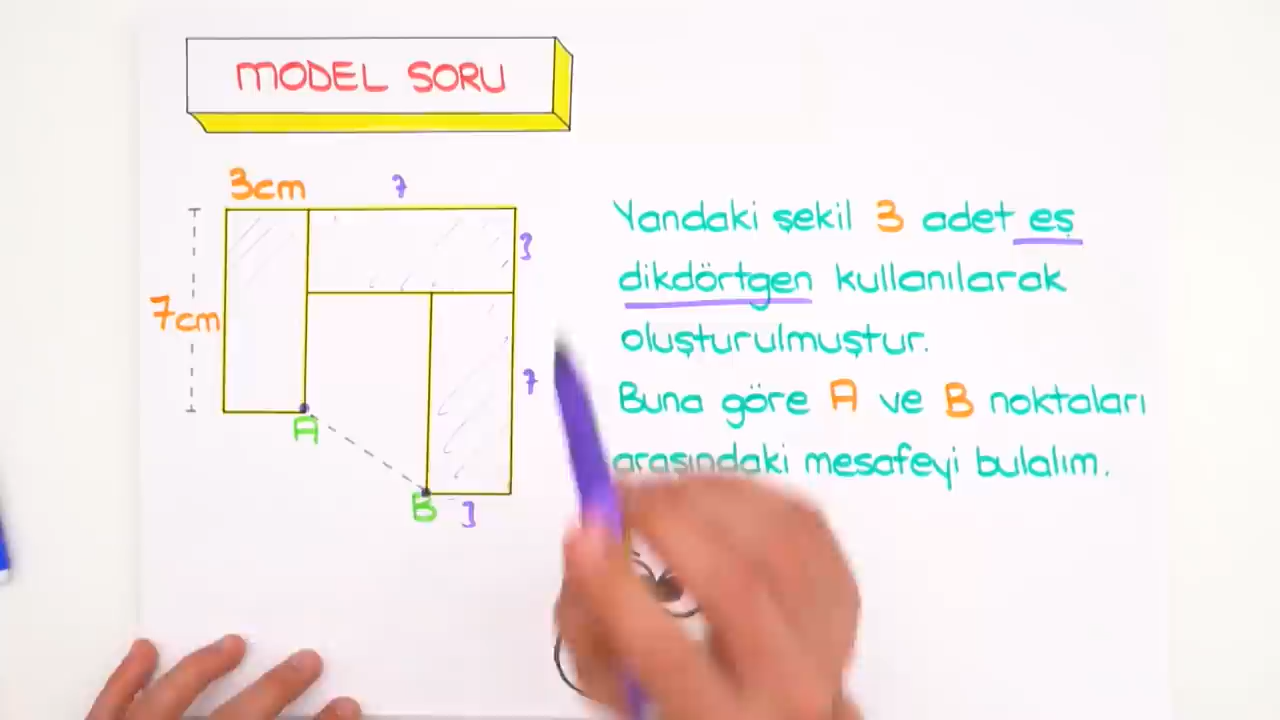 MODEL SORU
3cm
7
3
7cm
7
A
B
3
Yandaki şekil 3 adet eş
dikdörtgen kullanılarak
oluşturulmuştur.
Buna göre A ve B noktaları
arasındaki mesafeyi bulalım.